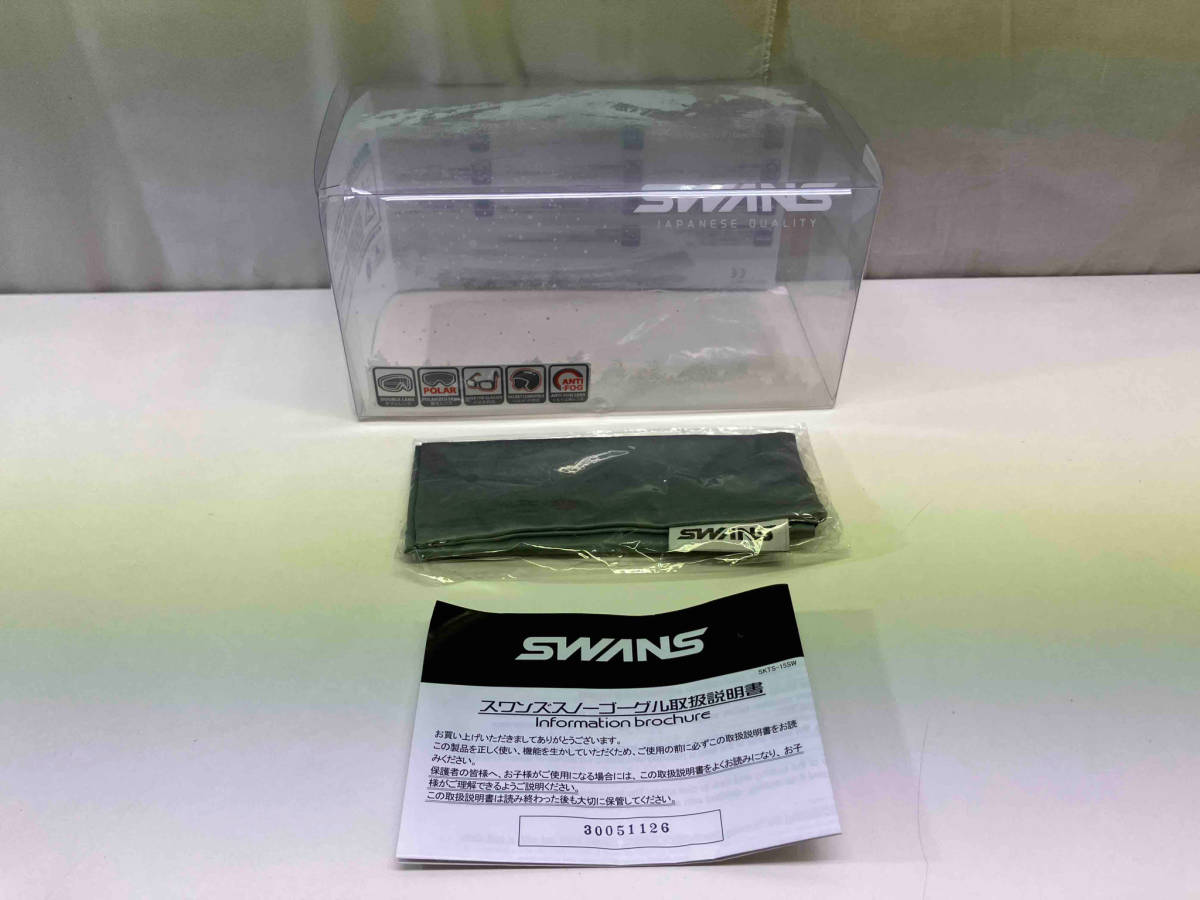 SWANS
JAPANESE QUALITY
DOUBLE LENS
POLAR
ANTI
FOG
SWANS
SWANS
SKTS-155W
スワンズスノーゴーグル取扱説明書
Information brochure
お買い上げいただきましてありがとうございます。
この製品を正しく使い、機能を生かしていただくため、ご使用の前に必ずこの取扱説明書をお読
みください。
保護者の皆様へ、お子様がご使用になる場合には、この取扱説明書をよくお読みになり、お子
様がご理解できるようご説明ください。
この取扱説明書は読み終わった後も大切に保管してください。
30051126